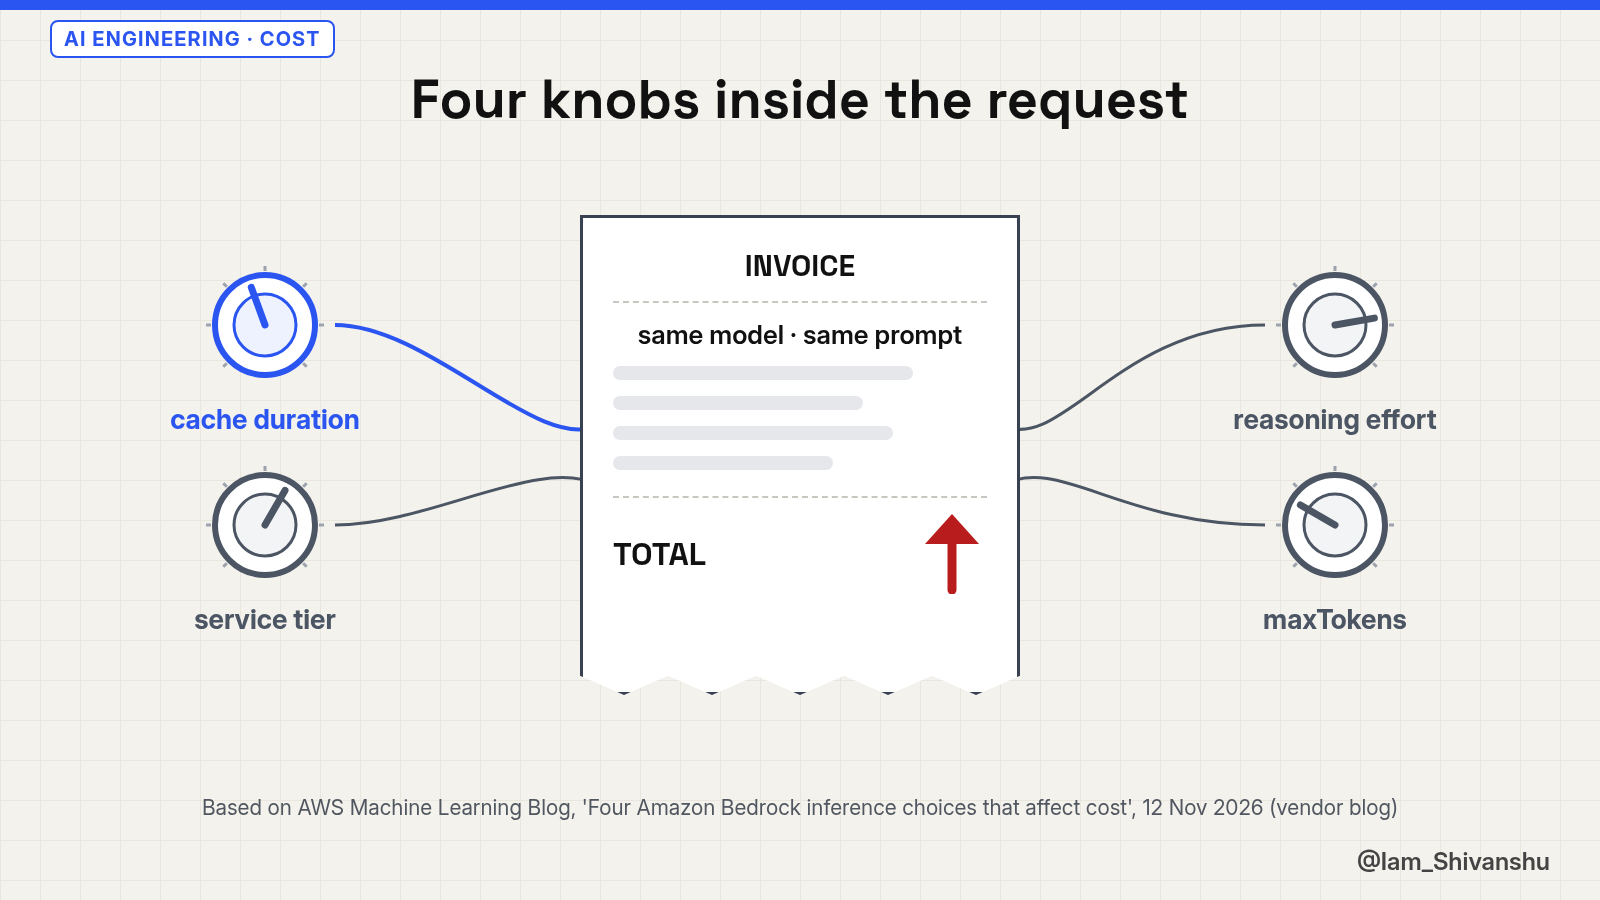 AI ENGINEERING · COST
Four knobs inside the request
INVOICE
same model · same prompt
TOTAL
cache duration
service tier
reasoning effort
maxTokens
Based on AWS Machine Learning Blog, 'Four Amazon Bedrock inference choices that affect cost', 12 Nov 2026 (vendor blog)
@Iam_Shivanshu